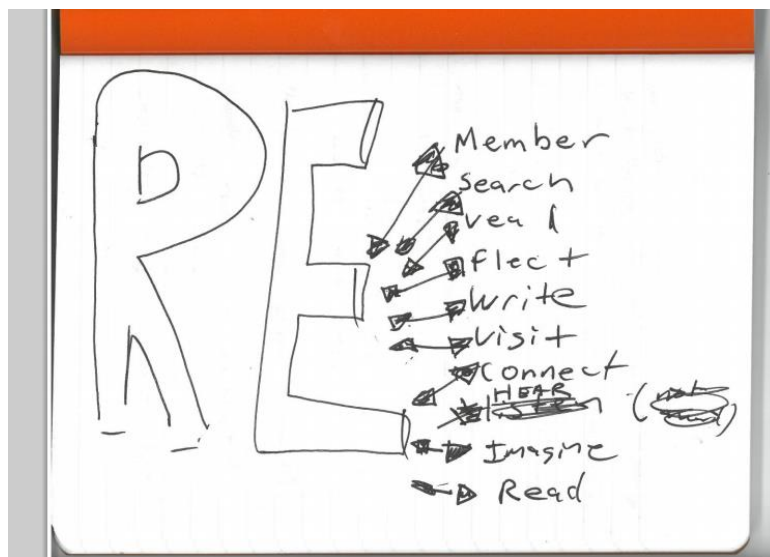 RE
Member
Search
veal
flect
Write
Visit
Connect
HEAR
Imagine
Read